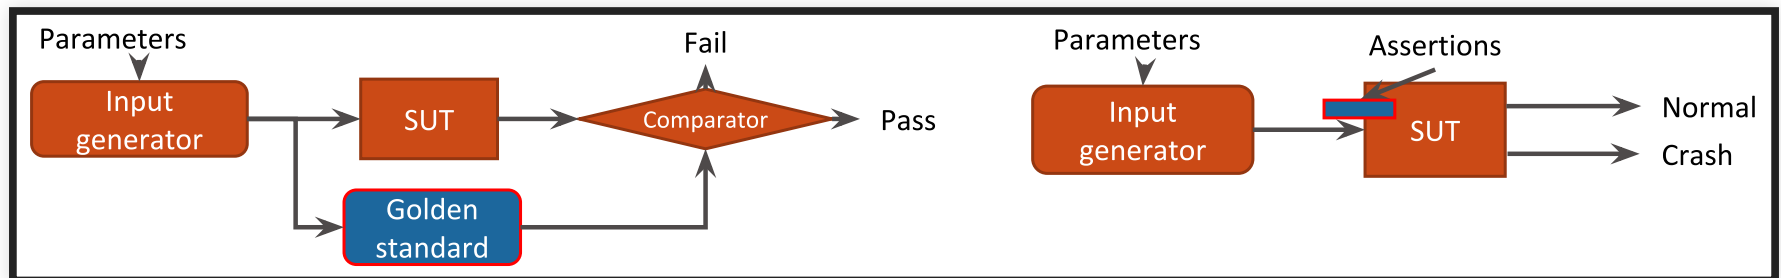 Parameters
Input
generator
SUT
Golden
standard
Comparator
Fail
Pass
Parameters
Input
generator
Assertions
SUT
Normal
Crash